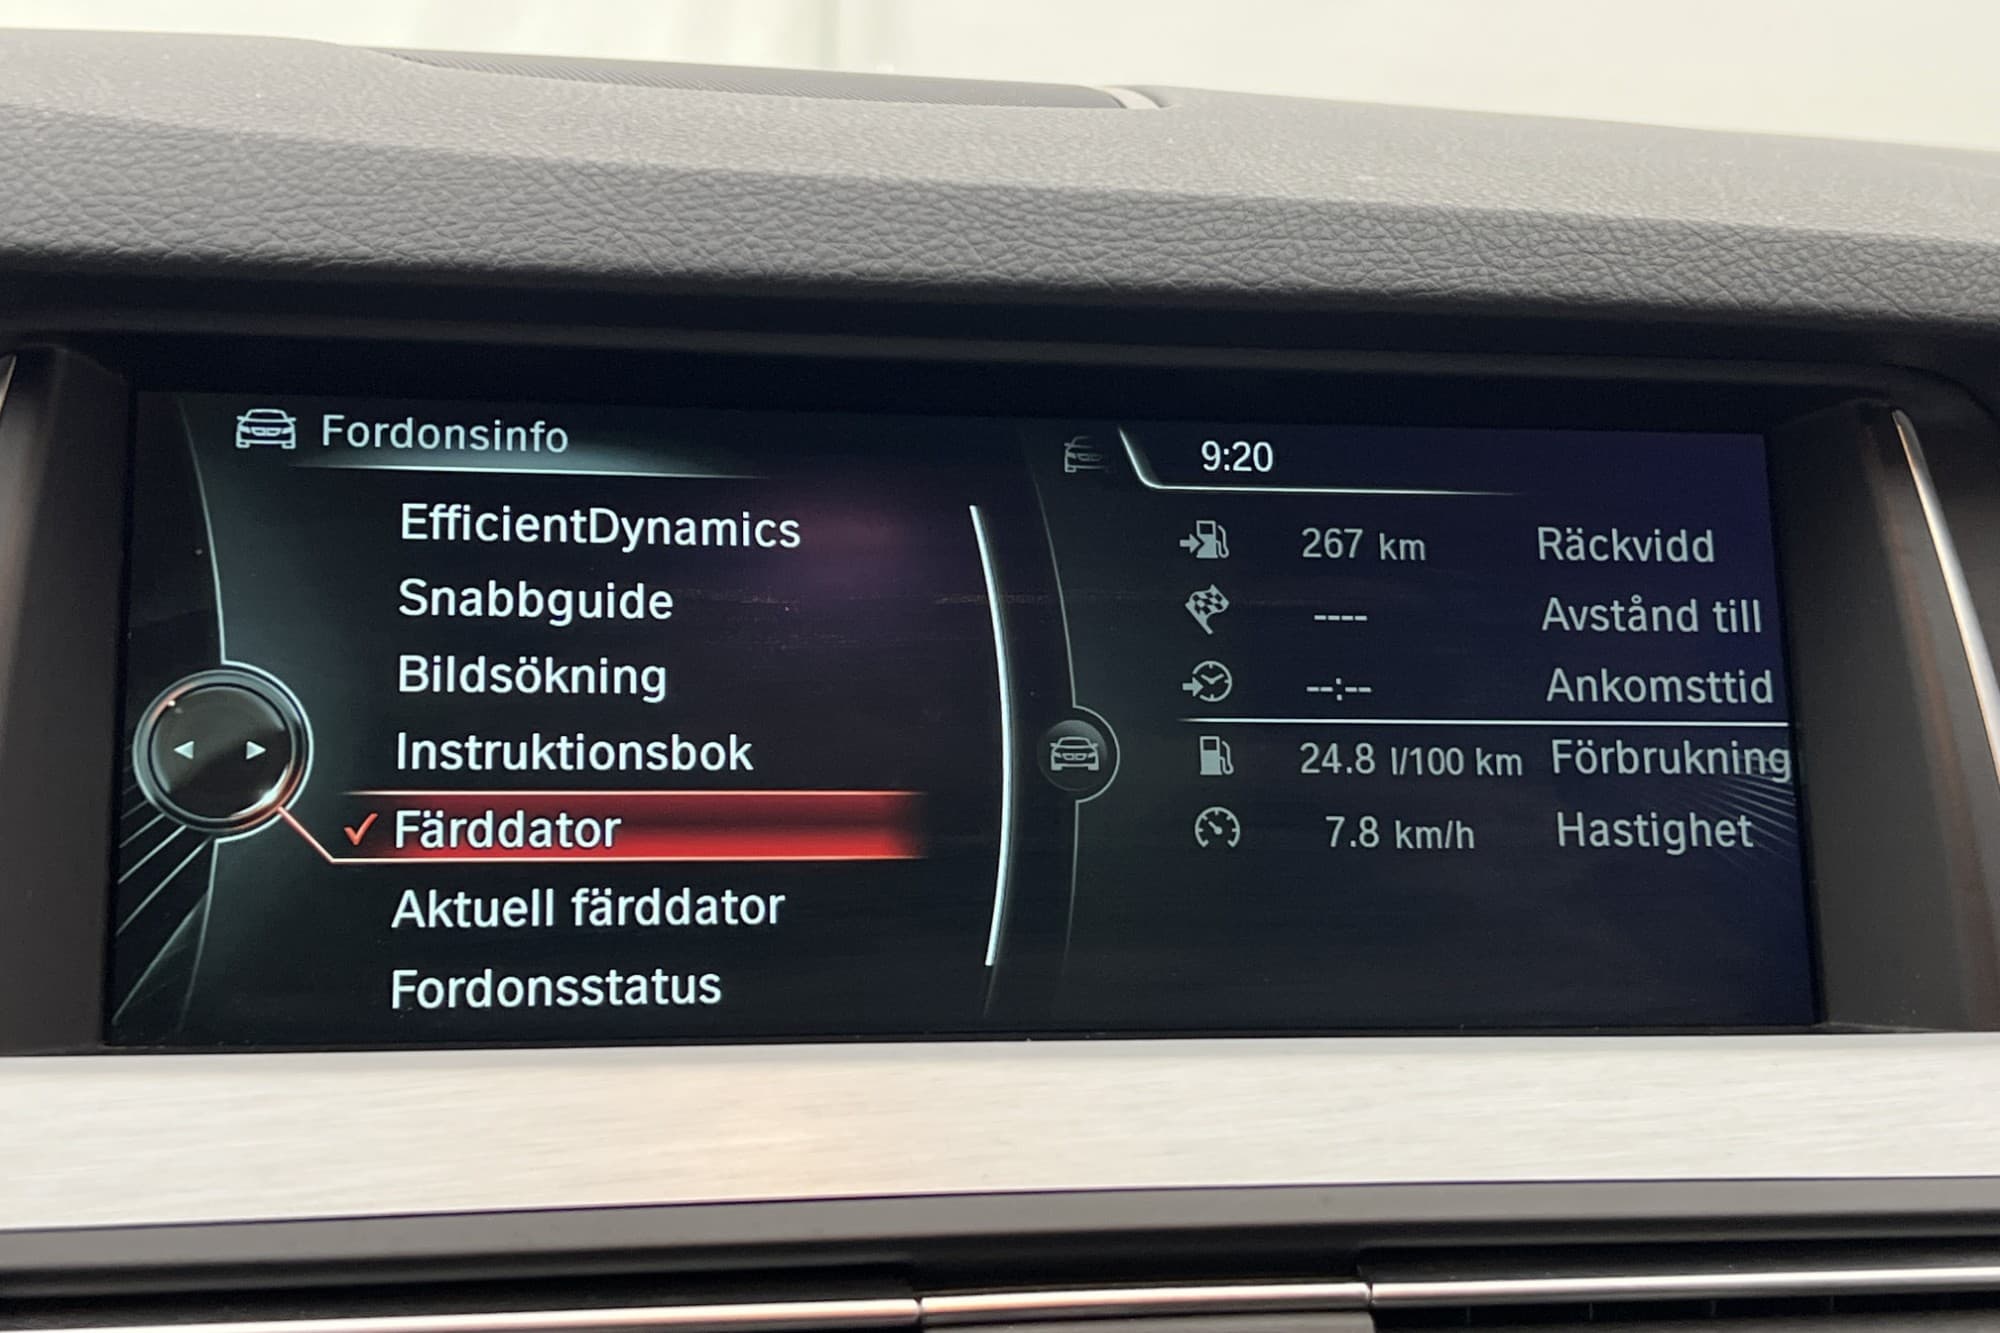 Fordonsinfo
EfficientDynamics
Snabbguide
Bildsökning
Instruktionsbok
Färddator
Aktuell färddator
Fordonsstatus
9:20
267 km Räckvidd
---- Avstånd till
--:-- Ankomsttid
24.8 l/100 km Förbrukning
7.8 km/h Hastighet